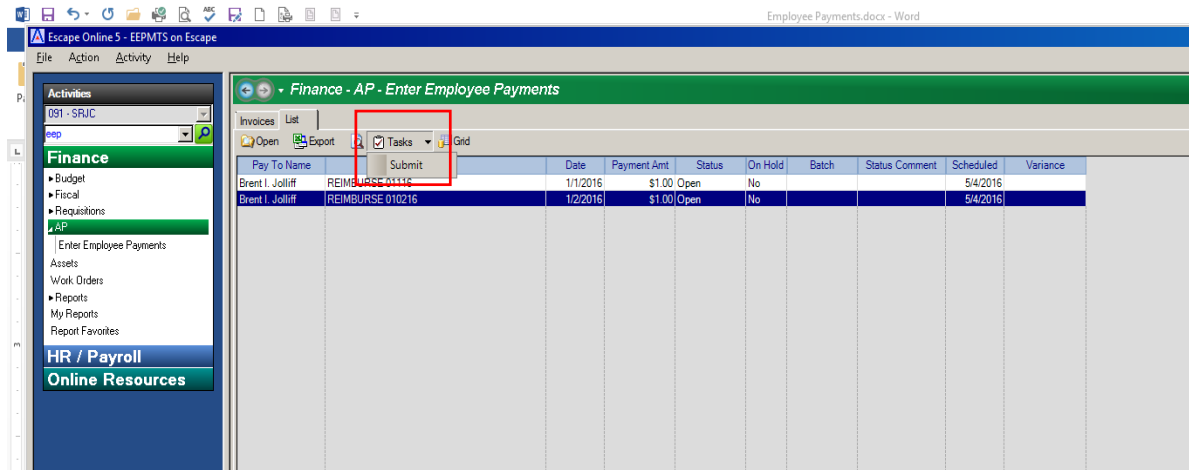 W ABC Employee Payments.docx - Word
Escape Online 5 - EEPMTS on Escape
File Action Activity Help
Activities
091 - SRJC
eep
Finance
Budget
Fiscal
Requisitions
AP
Enter Employee Payments
Assets
Work Orders
Reports
My Reports
Report Favorites
HR / Payroll
Online Resources
Finance - AP - Enter Employee Payments
Invoices List
Open Export Tasks Grid
Submit
Pay To Name Date Payment Amt Status On Hold Batch Status Comment Scheduled Variance
Brent I. Jolliff REIMBURSE 01116 1/1/2016 $1.00 Open No 5/4/2016
Brent I. Jolliff REIMBURSE 010216 1/2/2016 $1.00 Open No 5/4/2016